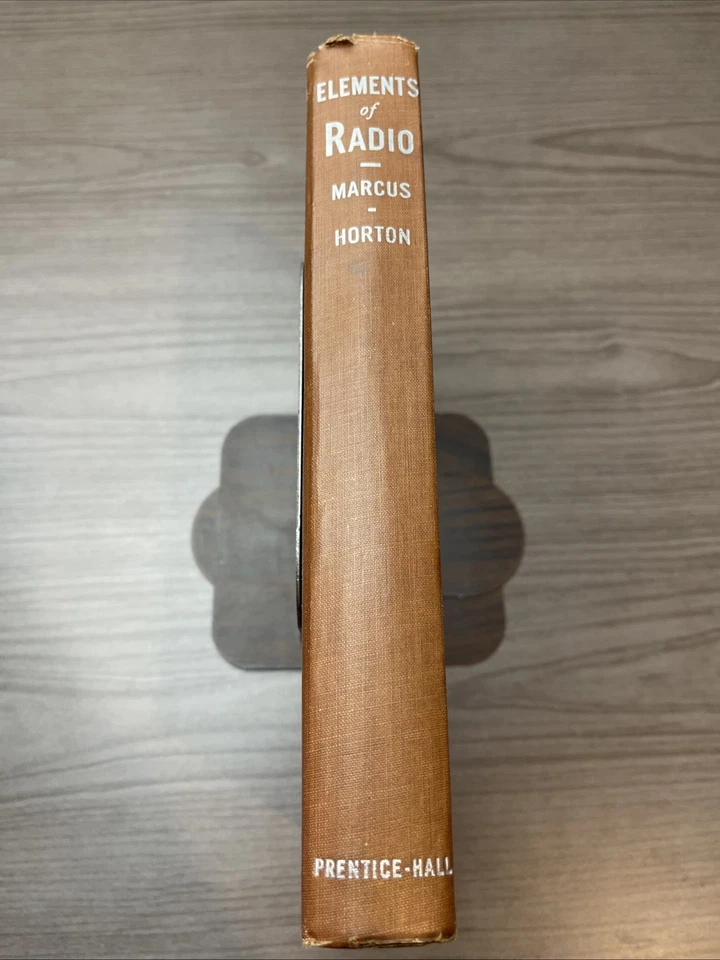 ELEMENTS
of
RADIO
MARCUS
-
HORTON
PRENTICE-HALL